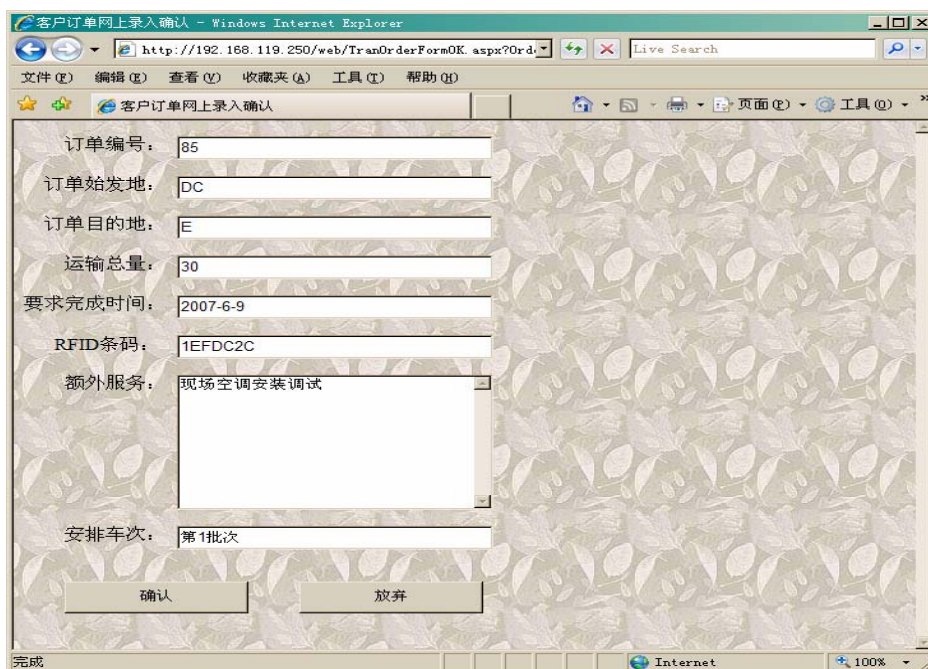 客户订单网上录入确认 - Windows Internet Explorer
http://192.168.119.250/web/TranOrderFormOK.aspx?Ord
Live Search
文件(F) 编辑(E) 查看(V) 收藏夹(A) 工具(T) 帮助(H)
客户订单网上录入确认
页面(P) 工具(O) »
订单编号： 85
订单始发地： DC
订单目的地： E
运输总量： 30
要求完成时间： 2007-6-9
RFID条码： 1EFDC2C
额外服务： 现场空调安装调试
安排车次： 第1批次
确认 放弃
完成 Internet 100%